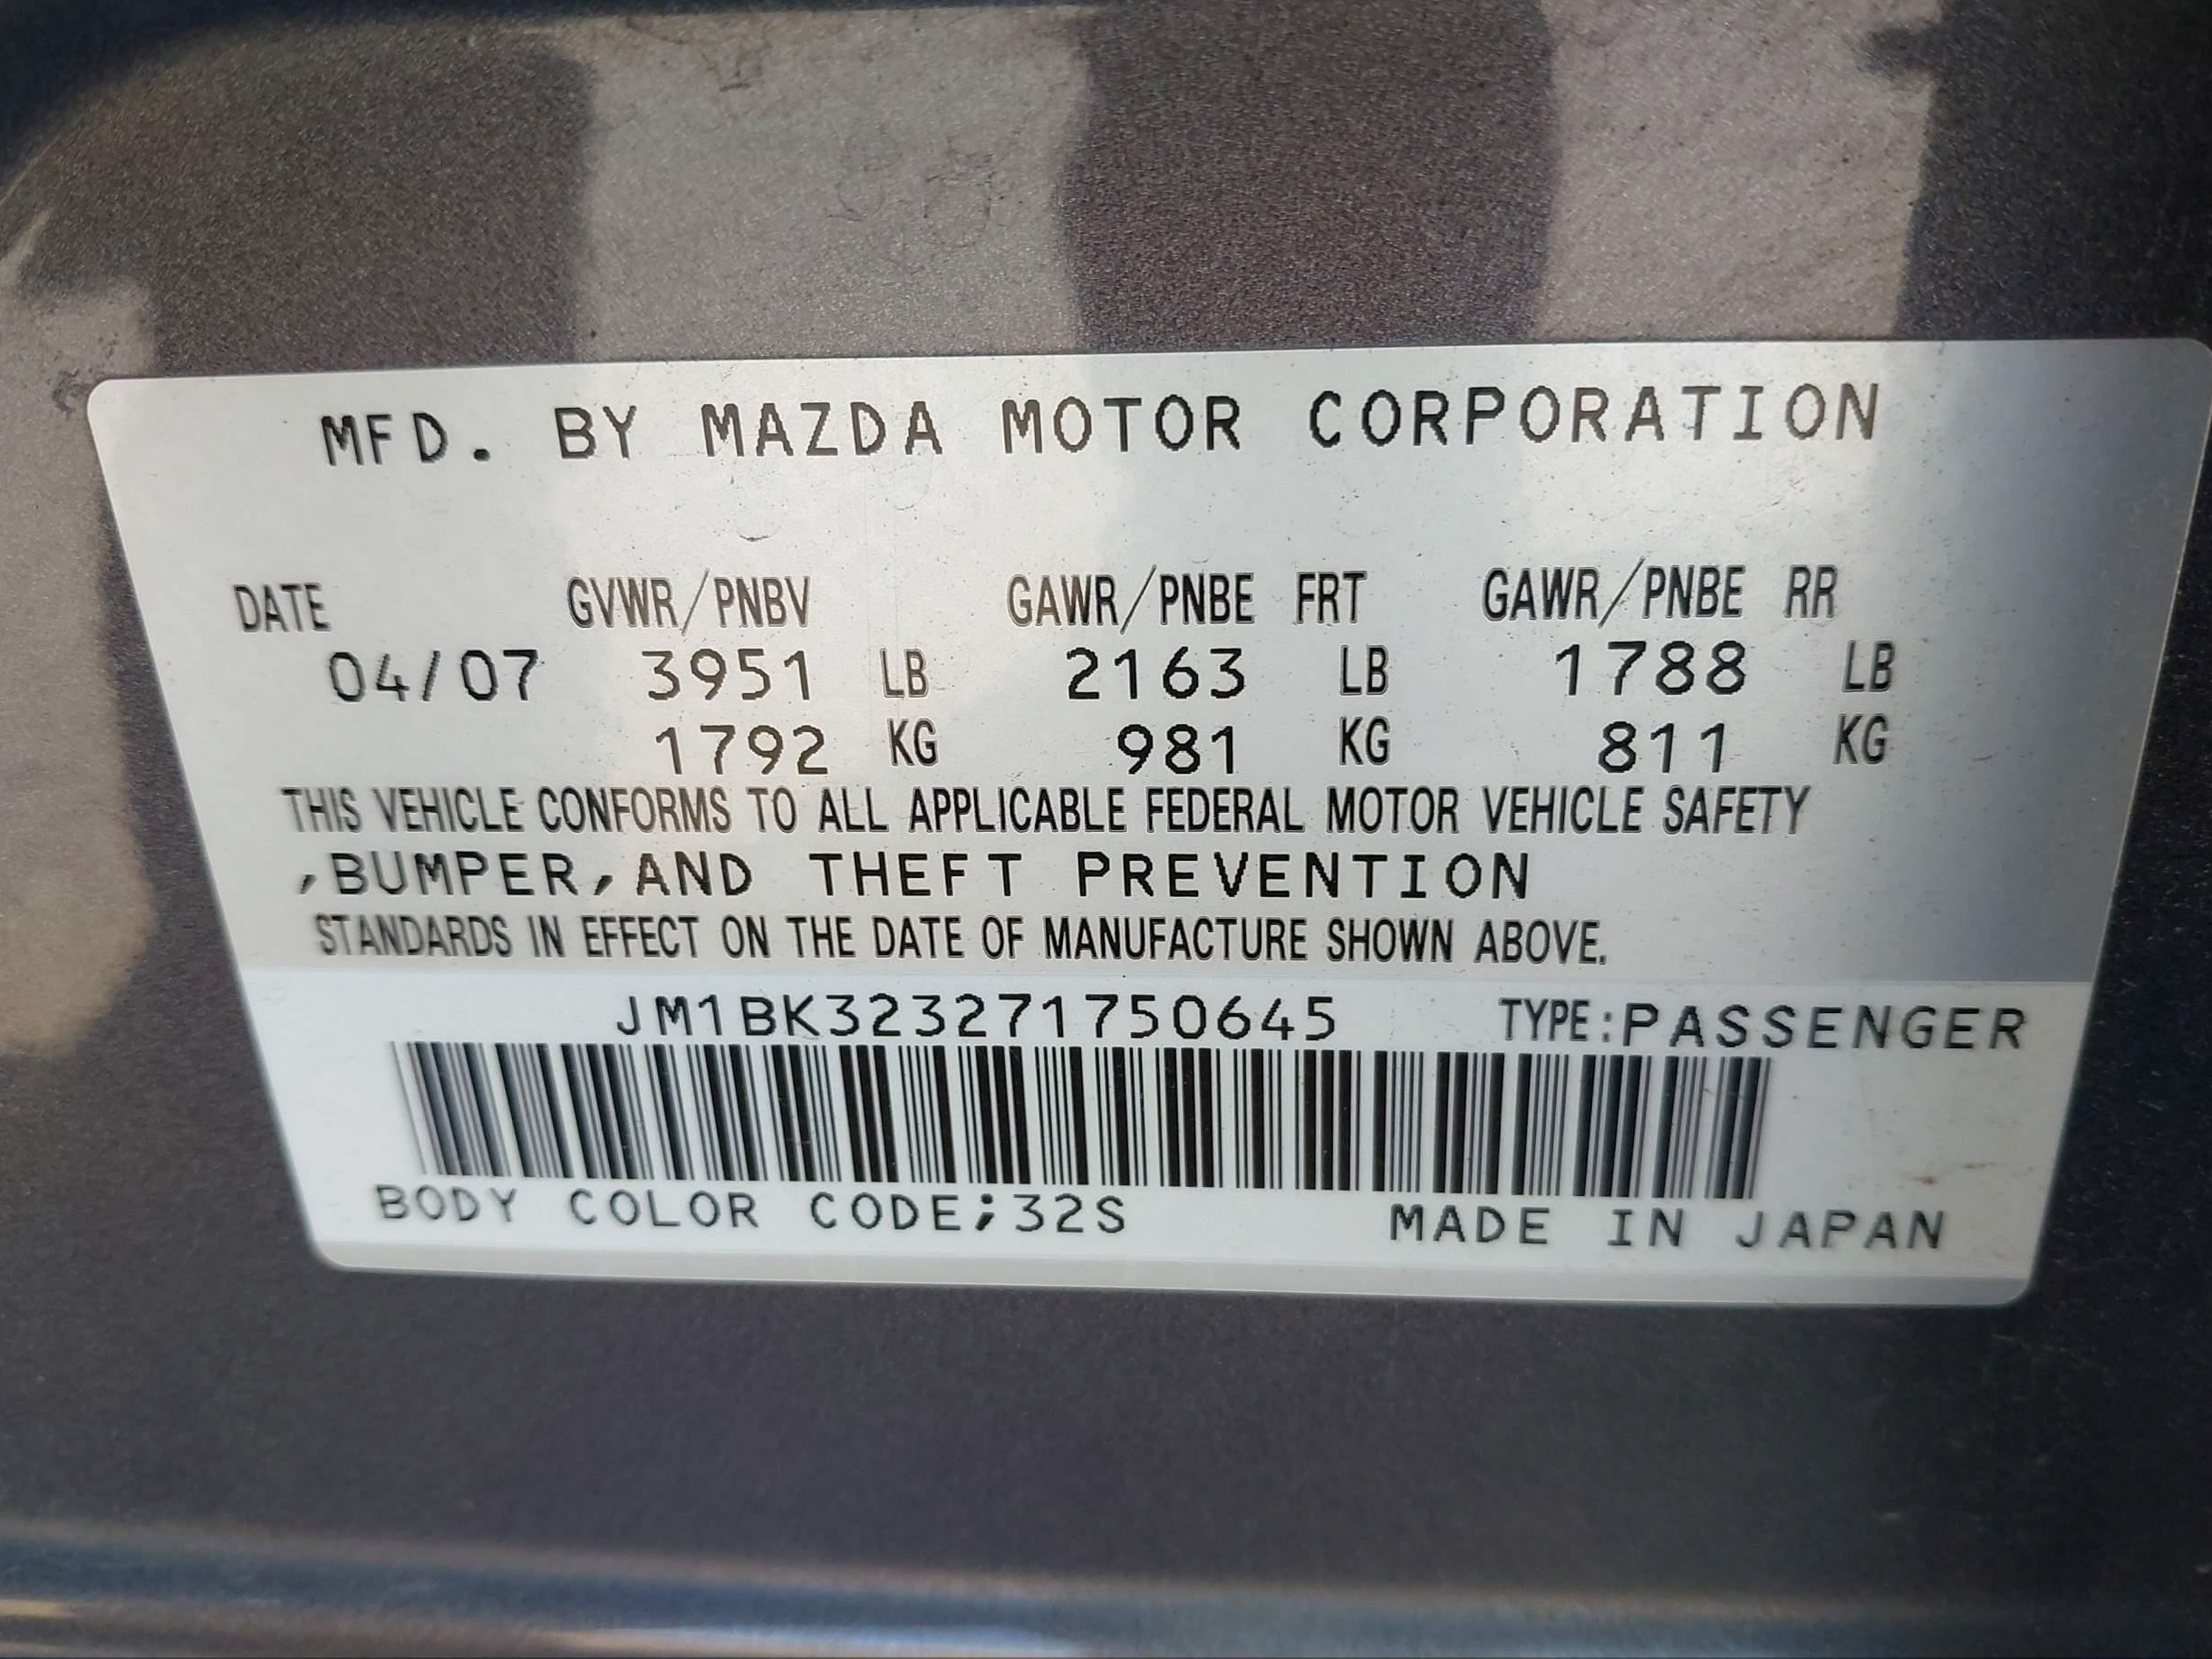 MFD. BY MAZDA MOTOR CORPORATION
DATE GVWR/PNBV GAWR/PNBE FRT GAWR/PNBE RR
04/07 3951 LB 2163 LB 1788 LB
1792 KG 981 KG 811 KG
THIS VEHICLE CONFORMS TO ALL APPLICABLE FEDERAL MOTOR VEHICLE SAFETY
,BUMPER,AND THEFT PREVENTION
STANDARDS IN EFFECT ON THE DATE OF MANUFACTURE SHOWN ABOVE.
JM1BK323271750645 TYPE:PASSENGER
BODY COLOR CODE;32S MADE IN JAPAN